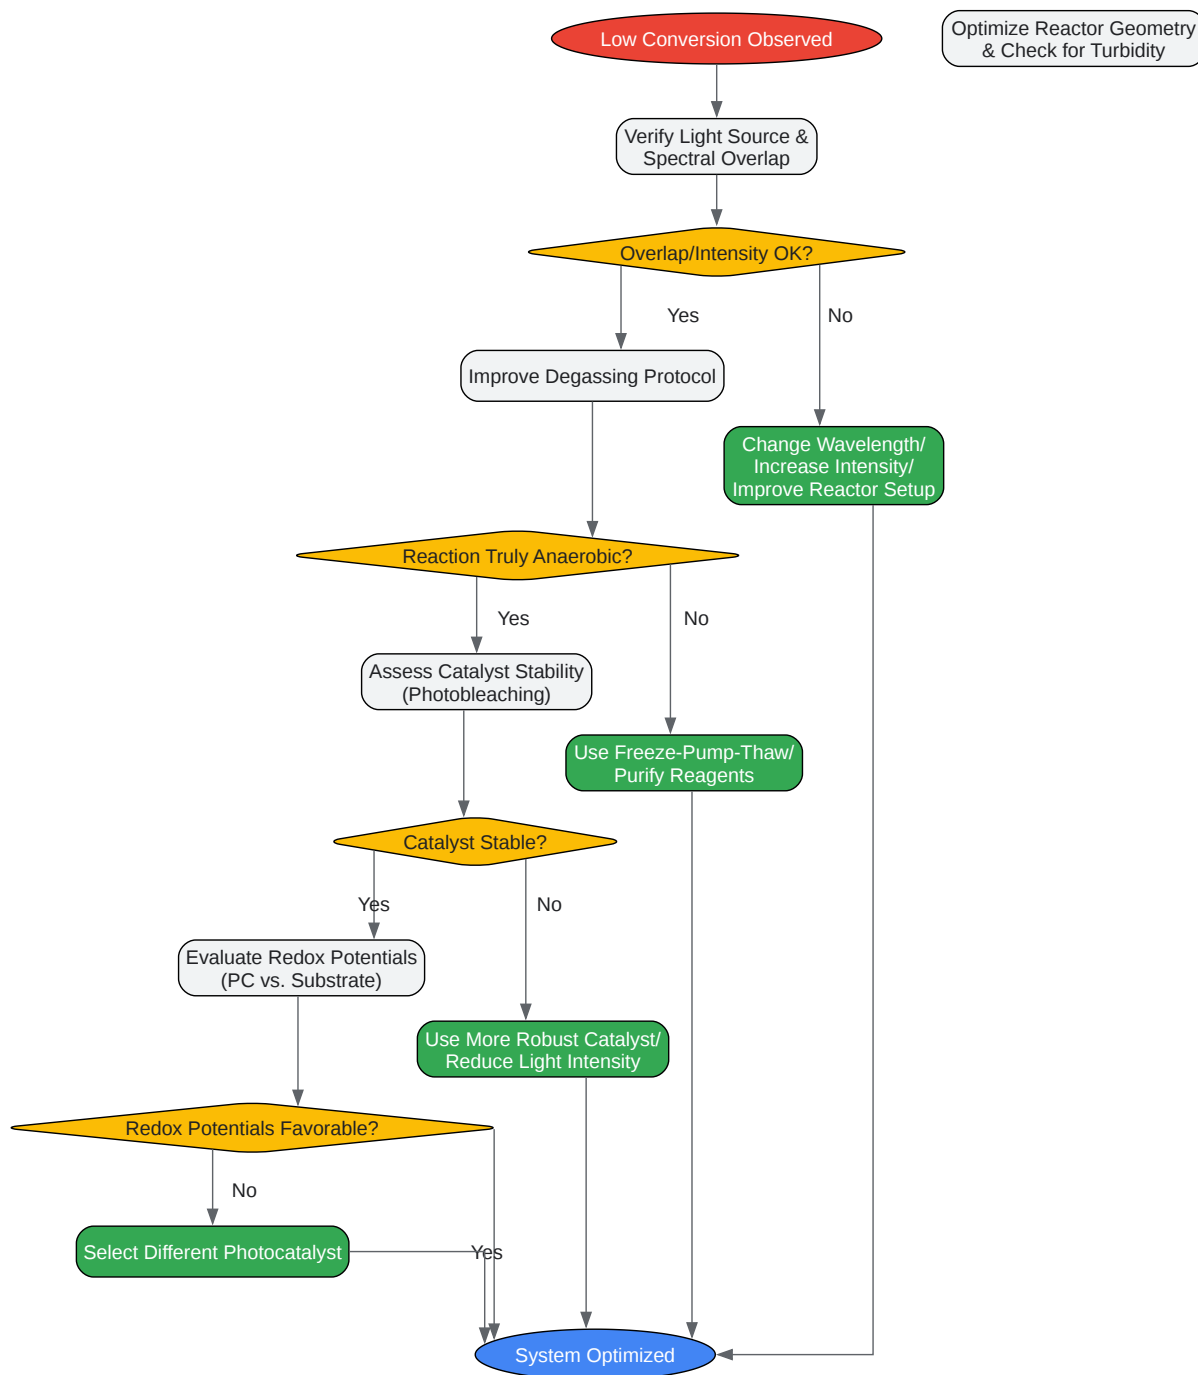 Low Conversion Observed
Optimize Reactor Geometry
& Check for Turbidity
Verify Light Source &
Spectral Overlap
Overlap/Intensity OK?
Yes
No
Improve Degassing Protocol
Change Wavelength/
Increase Intensity/
Improve Reactor Setup
Reaction Truly Anaerobic?
Yes
No
Assess Catalyst Stability
(Photobleaching)
Use Freeze-Pump-Thaw/
Purify Reagents
Catalyst Stable?
Yes
No
Evaluate Redox Potentials
(PC vs. Substrate)
Use More Robust Catalyst/
Reduce Light Intensity
Redox Potentials Favorable?
No
Select Different Photocatalyst
Yes
System Optimized